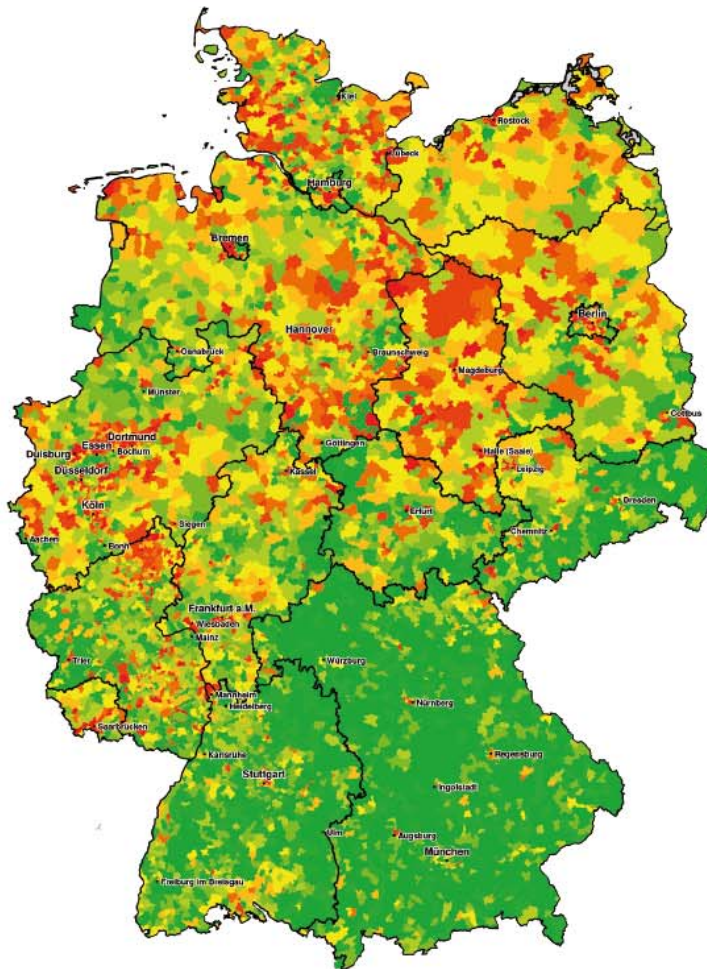 Kiel
Rostock
Lübeck
Hamburg
Bremen
Hannover
Berlin
Osnabrück
Braunschweig
Magdeburg
Münster
Cottbus
Dortmund
Essen
Bochum
Duisburg
Göttingen
Halle (Saale)
Leipzig
Düsseldorf
Kassel
Köln
Dresden
Erfurt
Siegen
Chemnitz
Aachen
Bonn
Frankfurt a.M.
Wiesbaden
Mainz
Trier
Würzburg
Mannheim
Heidelberg
Nürnberg
Saarbrücken
Karlsruhe
Regensburg
Stuttgart
Ingolstadt
Ulm
Augsburg
München
Freiburg im Breisgau